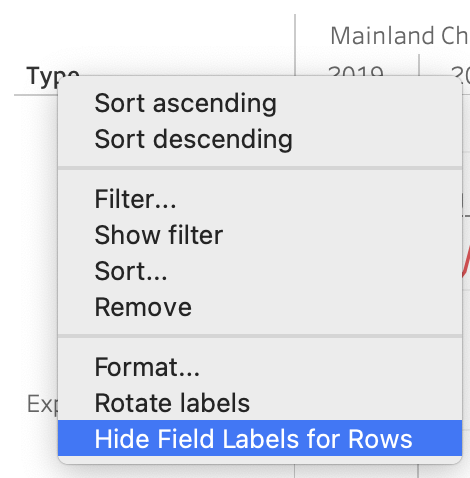 Mainland Ch
Type
2019
Sort ascending
Sort descending
Filter...
Show filter
Sort...
Remove
Format...
Exp
Rotate labels
Hide Field Labels for Rows